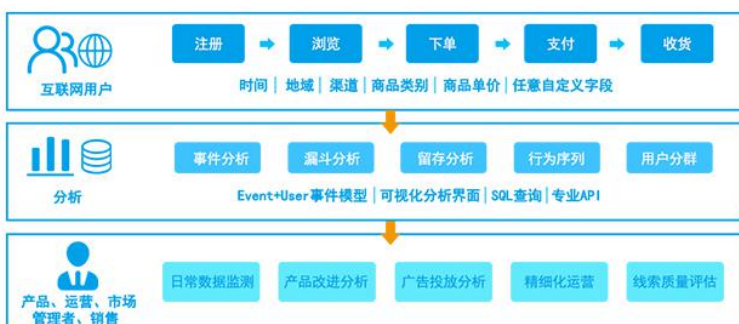 注册 浏览 下单 支付 收货
互联网用户
时间 | 地域 | 渠道 | 商品类别 | 商品单价 | 任意自定义字段
事件分析 漏斗分析 留存分析 行为序列 用户分群
分析
Event+User事件模型 | 可视化分析界面 | SQL查询 | 专业API
日常数据监测 产品改进分析 广告投放分析 精细化运营 线索质量评估
产品、运营、市场
管理者、销售